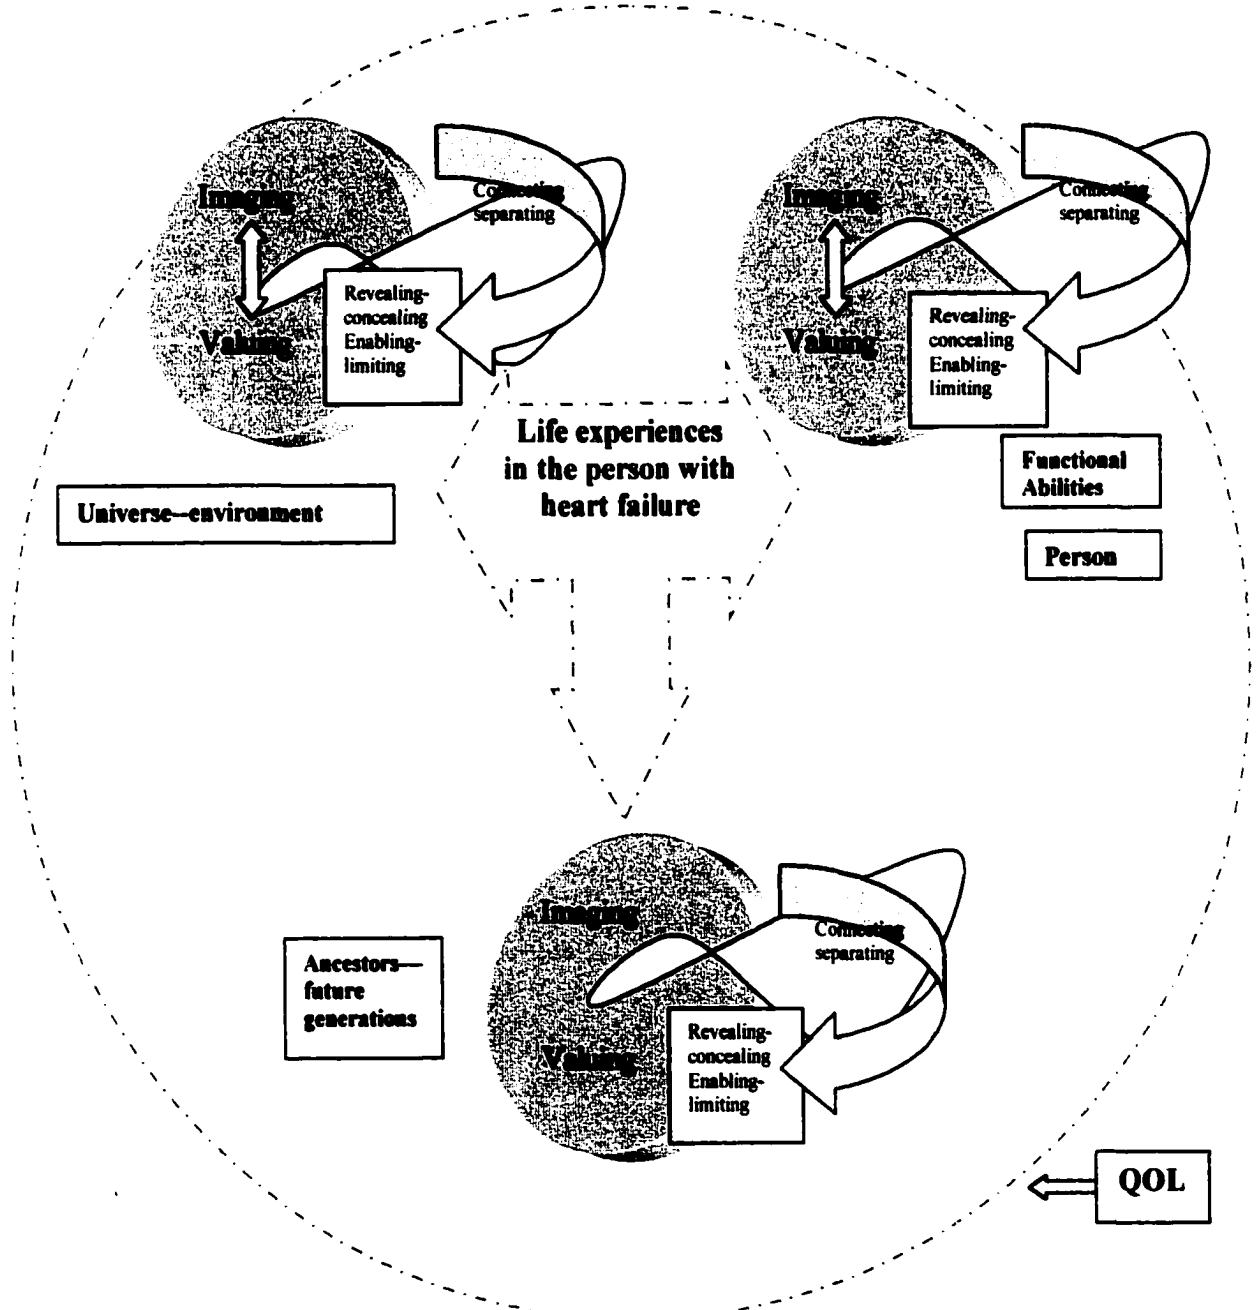 Imaging
Connecting
separating
Revealing-
concealing
Enabling-
limiting
Valuing
Imaging
Connecting
separating
Revealing-
concealing
Enabling-
limiting
Valuing
Life experiences
in the person with
heart failure
Universe--environment
Functional
Abilities
Person
Imaging
Connecting
separating
Ancestors—
future
generations
Revealing-
concealing
Enabling-
limiting
Valuing
QOL